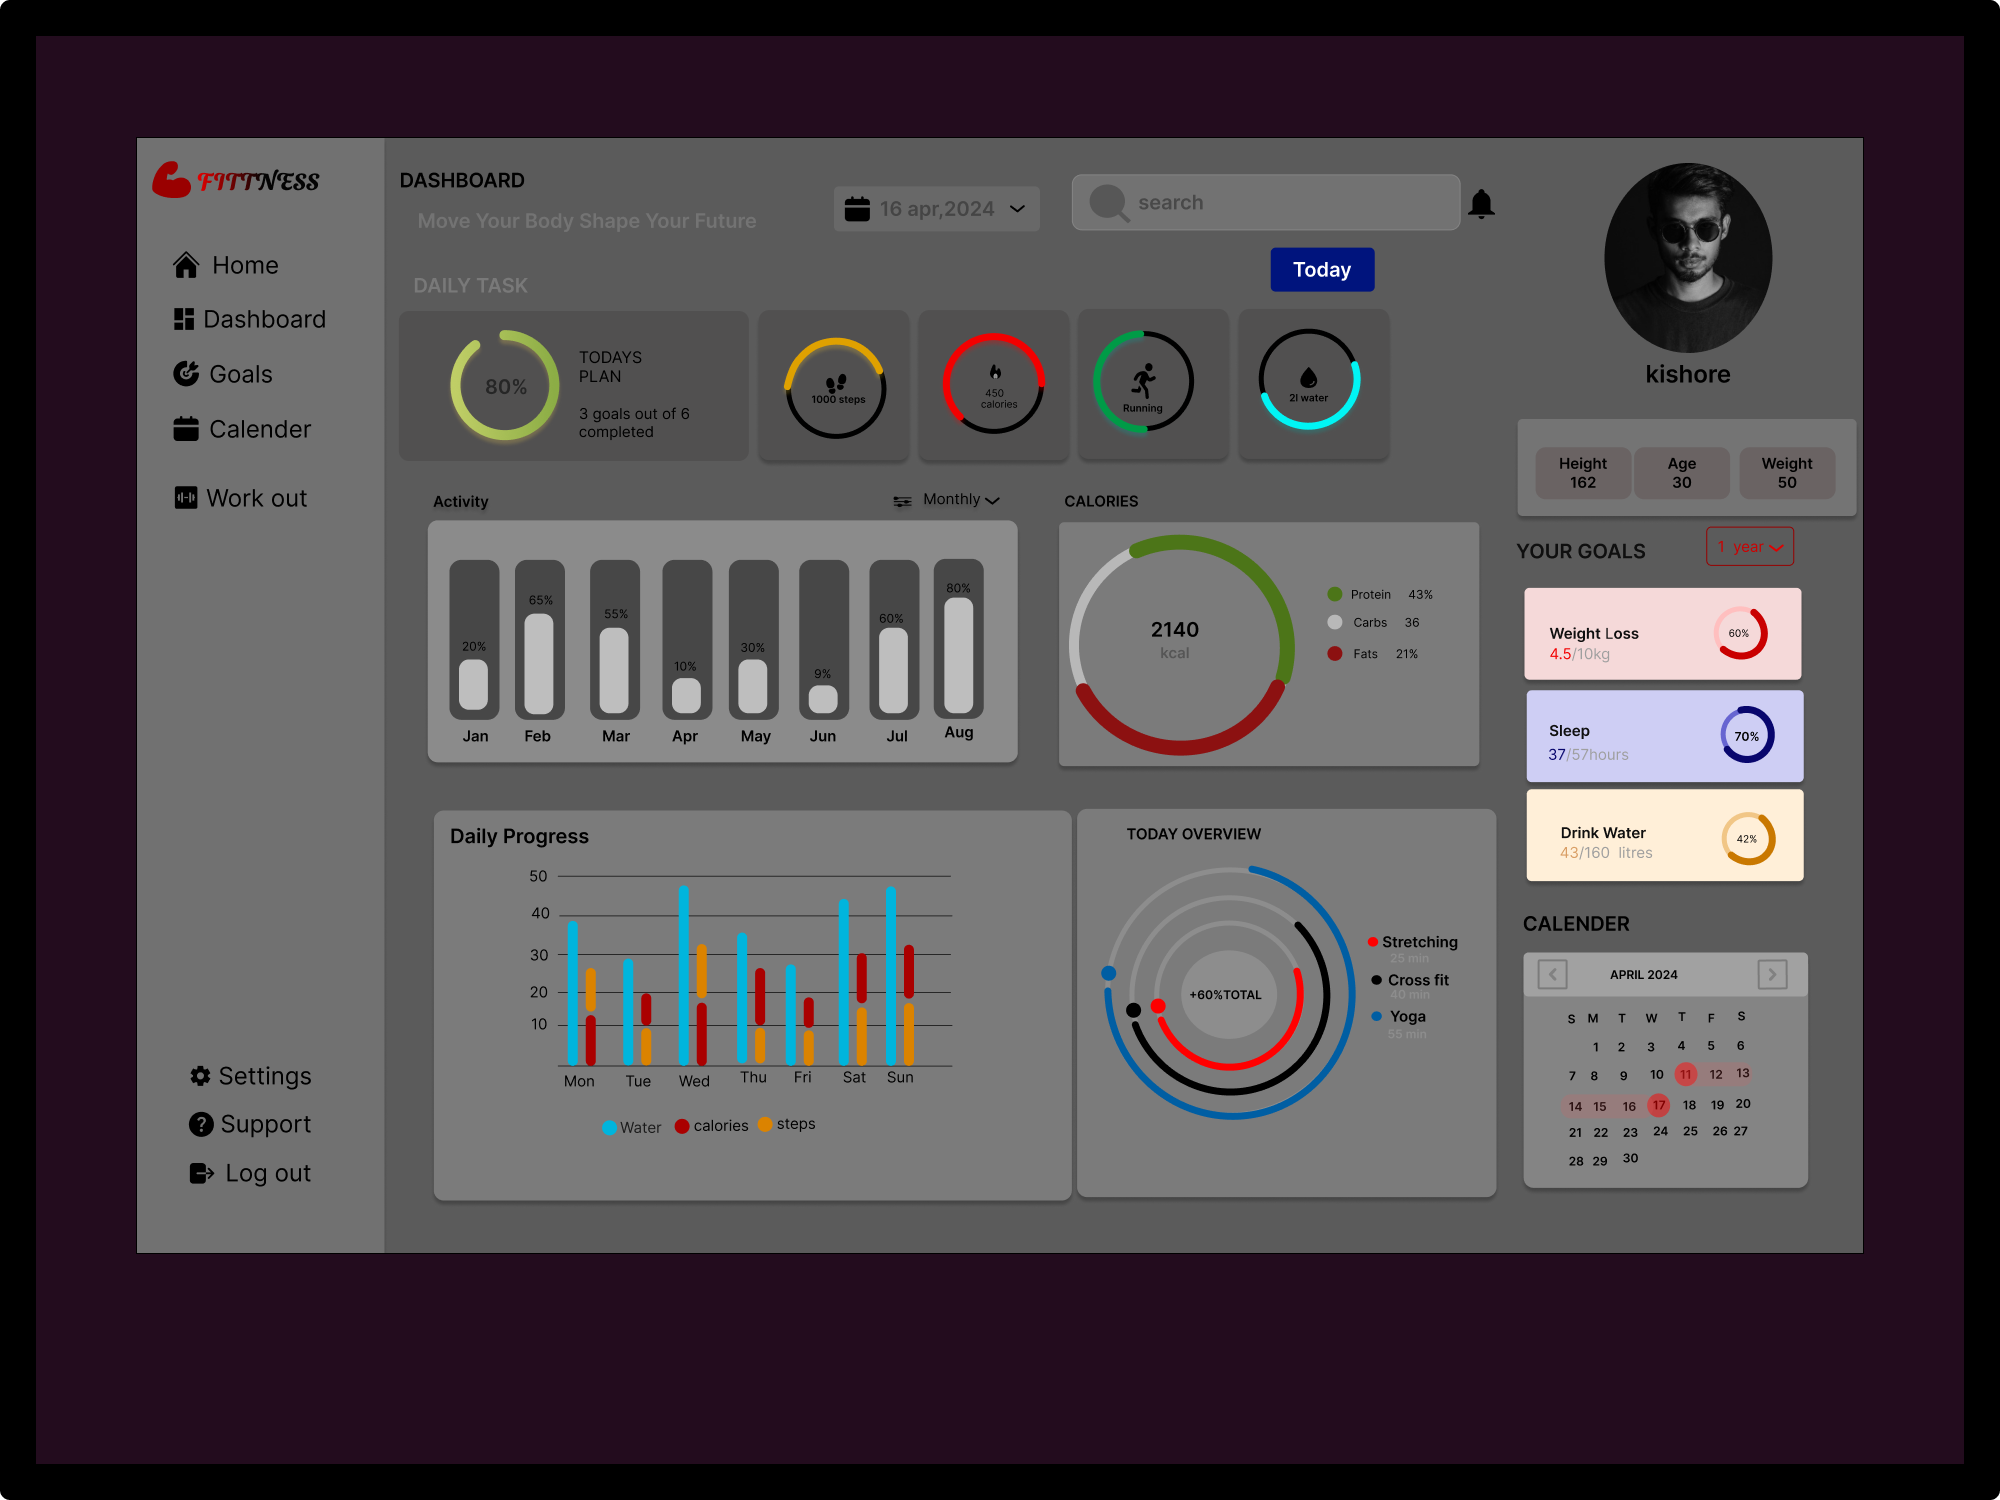 FITTNESS
Home
Dashboard
Goals
Calender
Work out
Settings
Support
Log out
DASHBOARD
Move Your Body Shape Your Future
16 apr,2024
search
Today
DAILY TASK
80%
TODAYS
PLAN
3 goals out of 6
completed
1000 steps
450
calories
Running
2l water
Activity
Monthly
20%
65%
55%
10%
30%
9%
60%
80%
Jan
Feb
Mar
Apr
May
Jun
Jul
Aug
CALORIES
2140
kcal
Protein 43%
Carbs 36
Fats 21%
Daily Progress
50
40
30
20
10
Mon
Tue
Wed
Thu
Fri
Sat
Sun
Water
calories
steps
TODAY OVERVIEW
+60%TOTAL
Stretching
25 min
Cross fit
40 min
Yoga
55 min
kishore
Height
162
Age
30
Weight
50
YOUR GOALS
1 year
Weight Loss
4.5/10kg
60%
Sleep
37/57hours
70%
Drink Water
43/160 litres
42%
CALENDER
APRIL 2024
S M T W T F S
1 2 3 4 5 6
7 8 9 10 11 12 13
14 15 16 17 18 19 20
21 22 23 24 25 26 27
28 29 30